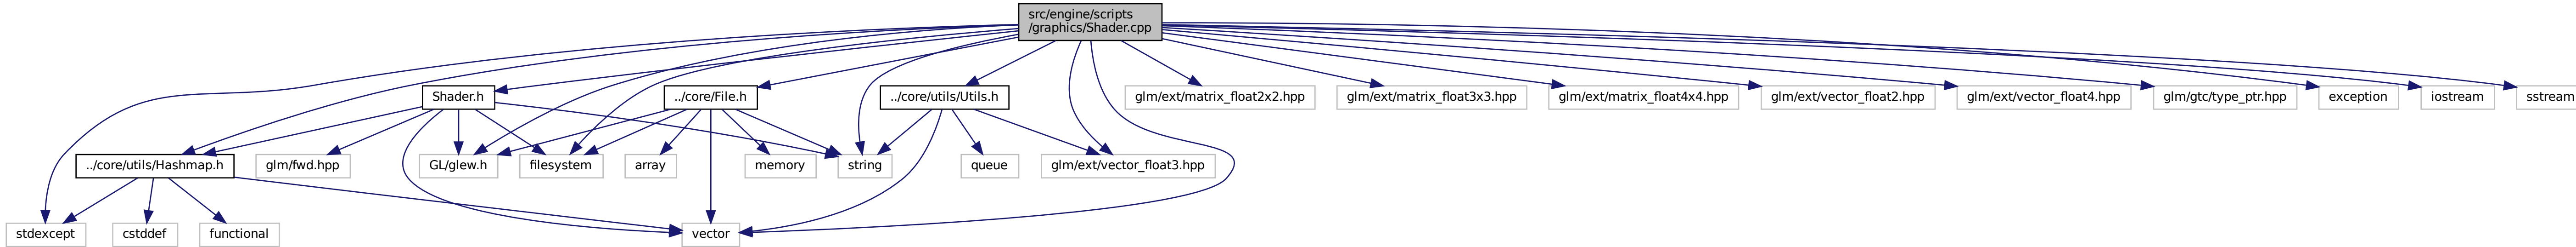 src/engine/scripts
/graphics/Shader.cpp
Shader.h
../core/File.h
../core/utils/Utils.h
glm/ext/matrix_float2x2.hpp
glm/ext/matrix_float3x3.hpp
glm/ext/matrix_float4x4.hpp
glm/ext/vector_float2.hpp
glm/ext/vector_float4.hpp
glm/gtc/type_ptr.hpp
exception
iostream
sstream
../core/utils/Hashmap.h
glm/fwd.hpp
GL/glew.h
filesystem
array
memory
string
queue
glm/ext/vector_float3.hpp
stdexcept
cstddef
functional
vector